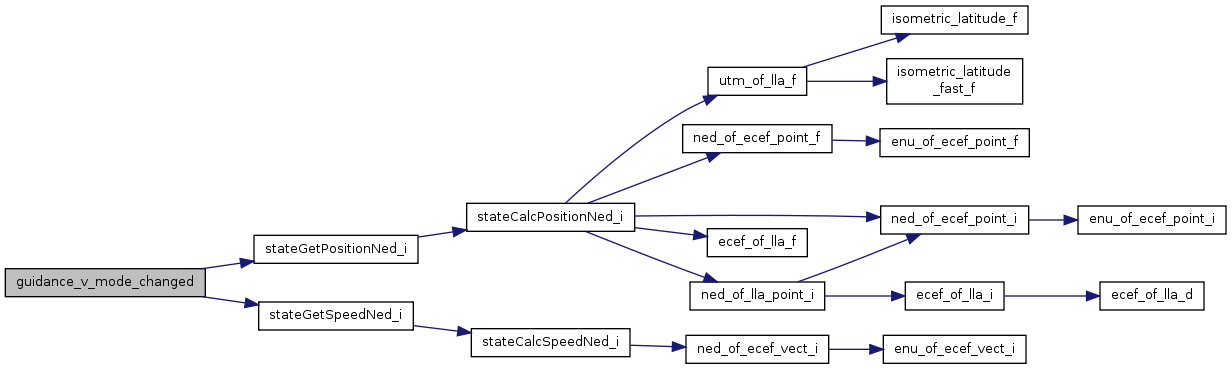 guidance_v_mode_changed
stateGetPositionNed_i
stateGetSpeedNed_i
stateCalcPositionNed_i
stateCalcSpeedNed_i
utm_of_lla_f
ned_of_ecef_point_f
ecef_of_lla_f
ned_of_lla_point_i
ned_of_ecef_vect_i
isometric_latitude_f
isometric_latitude
_fast_f
enu_of_ecef_point_f
ned_of_ecef_point_i
ecef_of_lla_i
enu_of_ecef_vect_i
enu_of_ecef_point_i
ecef_of_lla_d